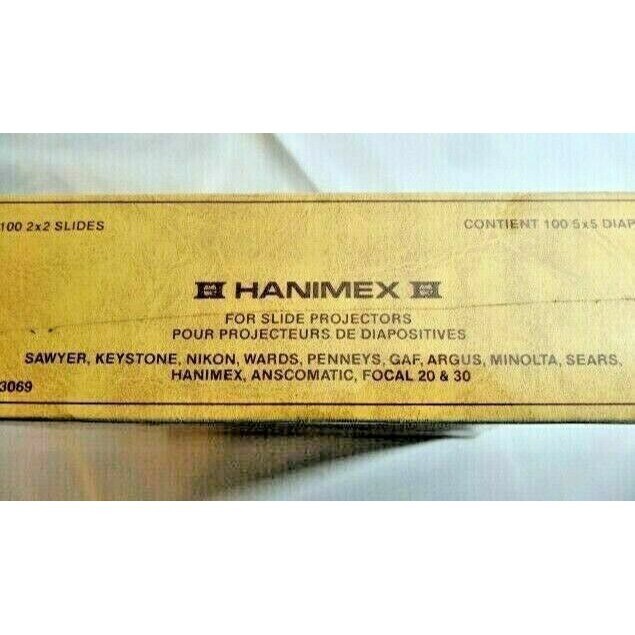 100 2x2 SLIDES
CONTIENT 100 5x5 DIAP
HANIMEX
FOR SLIDE PROJECTORS
POUR PROJECTEURS DE DIAPOSITIVES
SAWYER, KEYSTONE, NIKON, WARDS, PENNEYS, GAF, ARGUS, MINOLTA, SEARS,
HANIMEX, ANSCOMATIC, FOCAL 20 & 30
3069